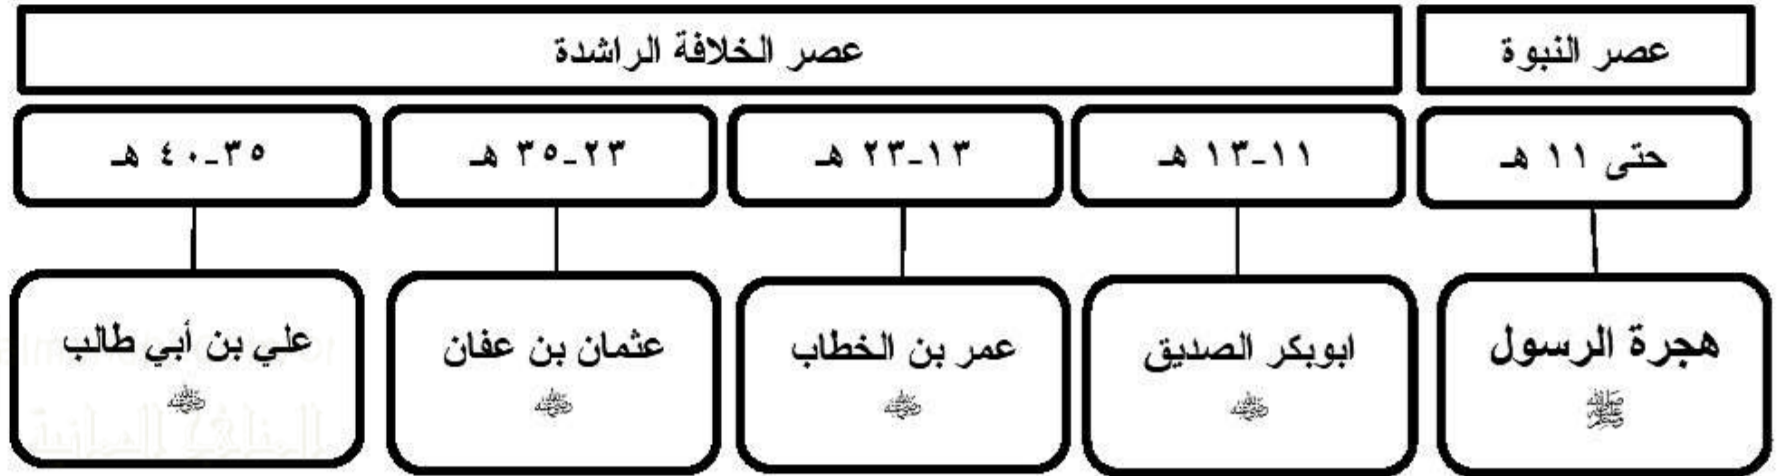 عصر النبوة
عصر الخلافة الراشدة
حتى ١١ هـ
١١-١٣ هـ
١٣-٢٣ هـ
٢٣-٣٥ هـ
٣٥-٤٠ هـ
هجرة الرسول
ﷺ
ابوبكر الصديق
رضي الله عنه
عمر بن الخطاب
رضي الله عنه
عثمان بن عفان
رضي الله عنه
علي بن أبي طالب
رضي الله عنه